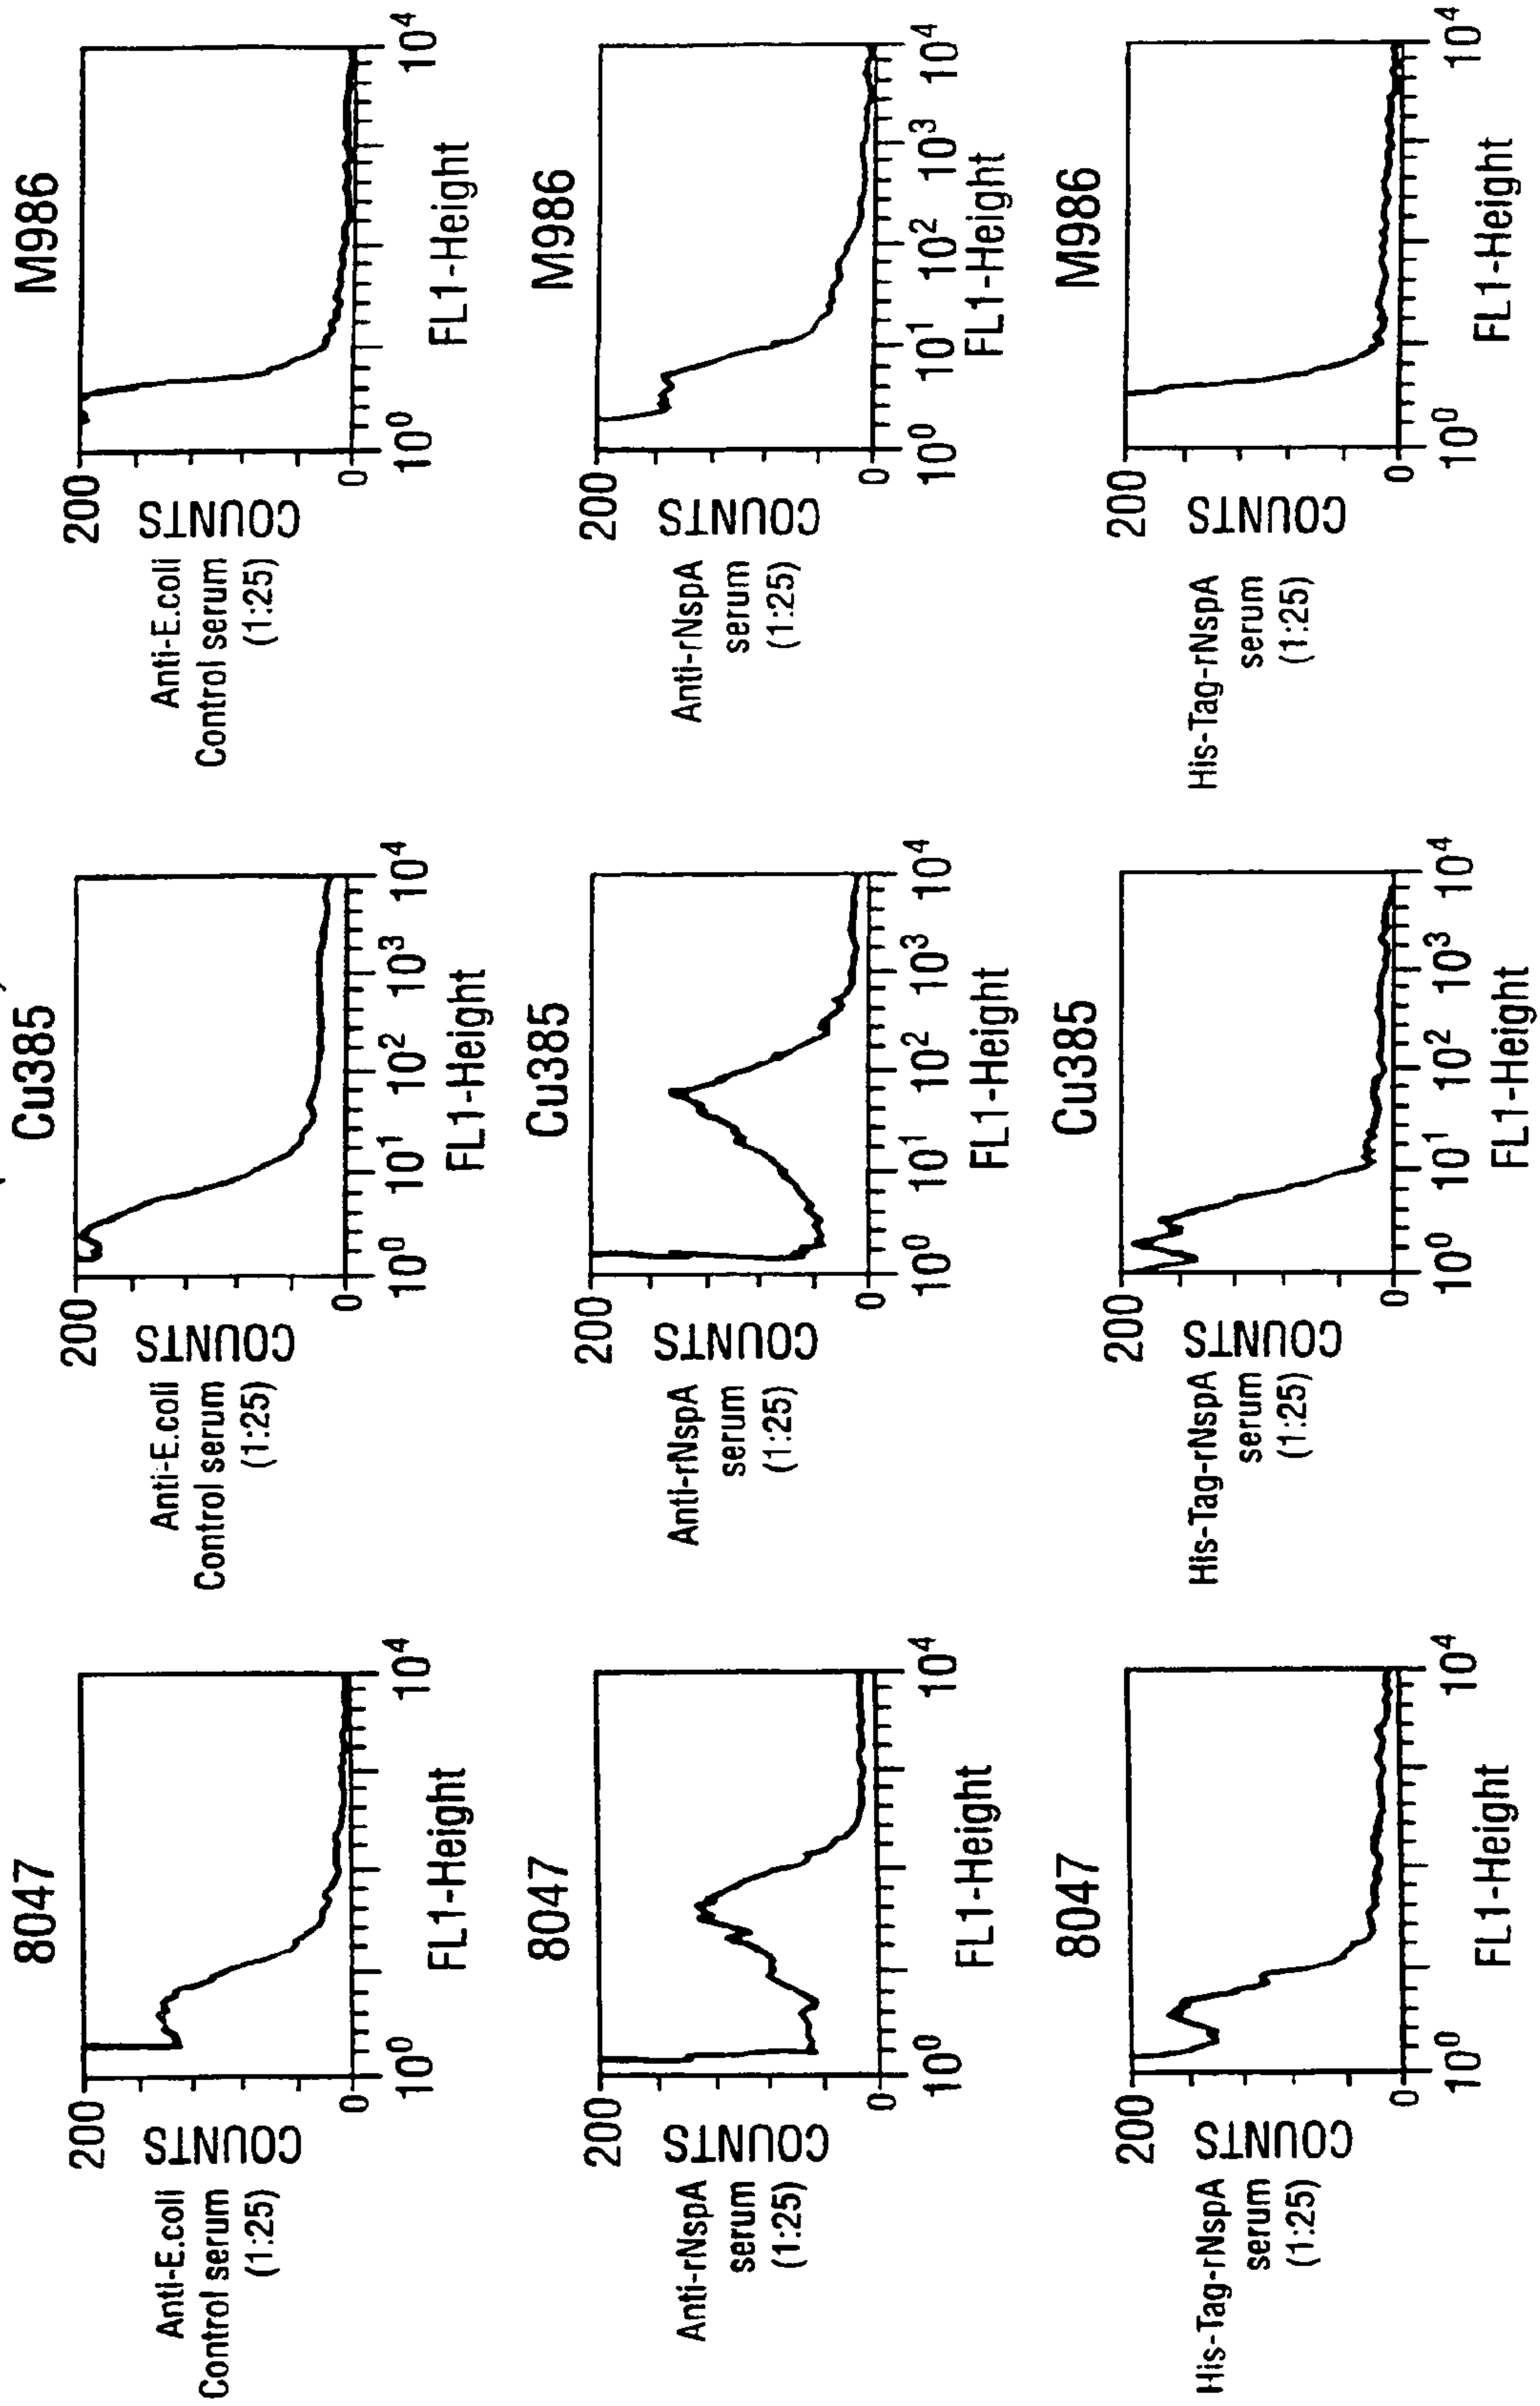 8047
Anti-E.coli
Control serum
(1:25)
COUNTS
200
0
10⁰ 10⁴
FL1-Height
Cu385
Anti-E.coli
Control serum
(1:25)
COUNTS
200
0
10⁰ 10¹ 10² 10³ 10⁴
FL1-Height
M986
Anti-E.coli
Control serum
(1:25)
COUNTS
200
0
10⁰ 10⁴
FL1-Height
8047
Anti-rNspA
serum
(1:25)
COUNTS
200
0
10⁰ 10⁴
FL1-Height
Cu385
Anti-rNspA
serum
(1:25)
COUNTS
200
0
10⁰ 10¹ 10² 10³ 10⁴
FL1-Height
M986
Anti-rNspA
serum
(1:25)
COUNTS
200
0
10⁰ 10¹ 10² 10³ 10⁴
FL1-Height
8047
His-Tag-rNspA
serum
(1:25)
COUNTS
200
0
10⁰ 10⁴
FL1-Height
Cu385
His-Tag-rNspA
serum
(1:25)
COUNTS
200
0
10⁰ 10¹ 10² 10³ 10⁴
FL1-Height
M986
His-Tag-rNspA
serum
(1:25)
COUNTS
200
0
10⁰ 10⁴
FL1-Height